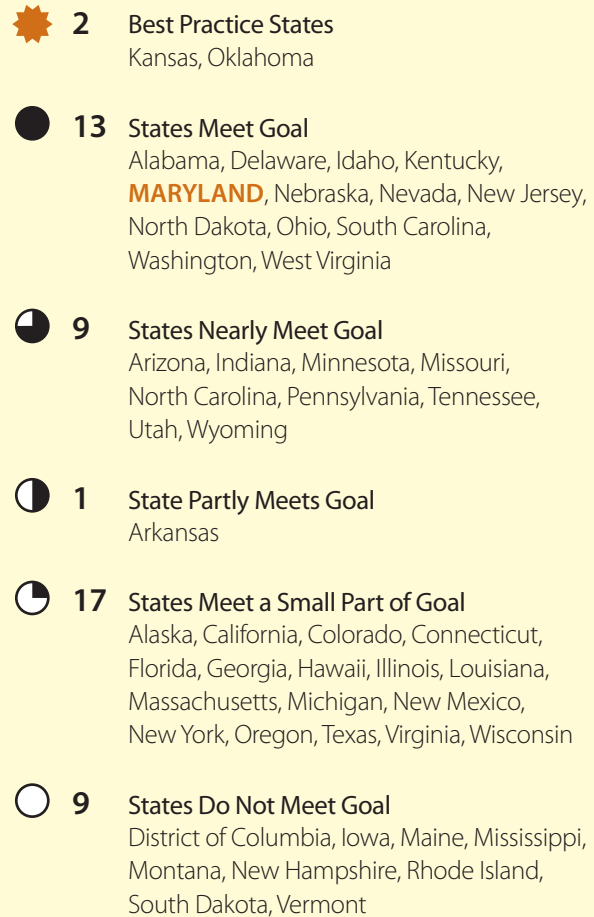 2 Best Practice States
Kansas, Oklahoma
13 States Meet Goal
Alabama, Delaware, Idaho, Kentucky,
MARYLAND, Nebraska, Nevada, New Jersey,
North Dakota, Ohio, South Carolina,
Washington, West Virginia
9 States Nearly Meet Goal
Arizona, Indiana, Minnesota, Missouri,
North Carolina, Pennsylvania, Tennessee,
Utah, Wyoming
1 State Partly Meets Goal
Arkansas
17 States Meet a Small Part of Goal
Alaska, California, Colorado, Connecticut,
Florida, Georgia, Hawaii, Illinois, Louisiana,
Massachusetts, Michigan, New Mexico,
New York, Oregon, Texas, Virginia, Wisconsin
9 States Do Not Meet Goal
District of Columbia, Iowa, Maine, Mississippi,
Montana, New Hampshire, Rhode Island,
South Dakota, Vermont